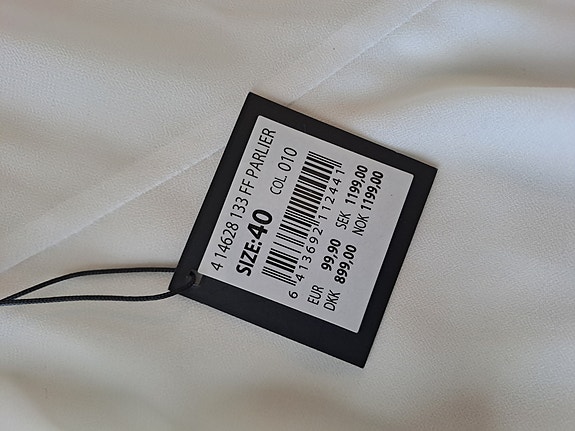 4 14628 133 FF PARLIER
SIZE:40 COL 010
6 413692 112441
EUR 99,90 SEK 1199,00
DKK 899,00 NOK 1199,00